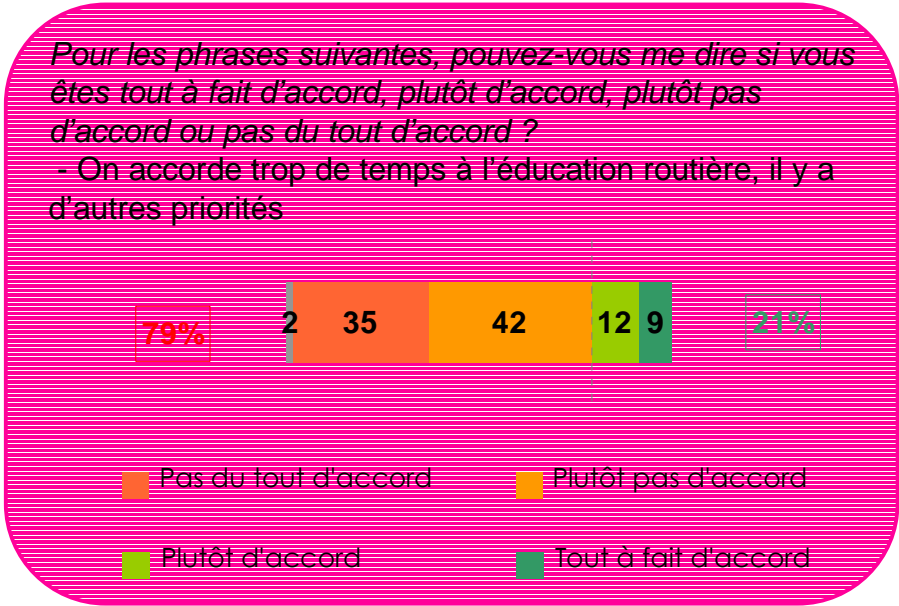 Pour les phrases suivantes, pouvez-vous me dire si vous
êtes tout à fait d'accord, plutôt d'accord, plutôt pas
d'accord ou pas du tout d'accord ?
- On accorde trop de temps à l'éducation routière, il y a
d'autres priorités
79% 2 35 42 12 9 21%
Pas du tout d'accord Plutôt pas d'accord
Plutôt d'accord Tout à fait d'accord